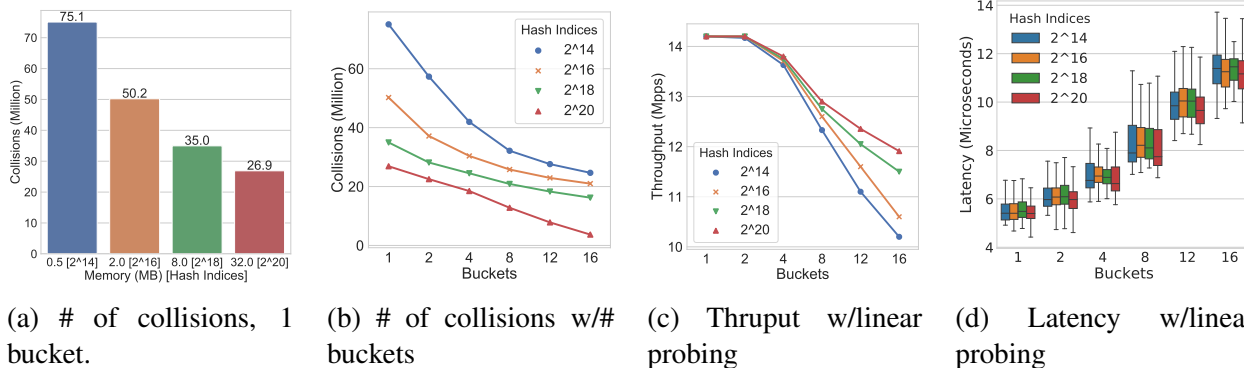 75.1
50.2
35.0
26.9
70
60
50
40
30
20
10
0
Collisions (Million)
0.5 [2^14] 2.0 [2^16] 8.0 [2^18] 32.0 [2^20]
Memory (MB) [Hash Indices]
(a) # of collisions, 1
bucket.
Hash Indices
2^14
2^16
2^18
2^20
60
40
20
0
Collisions (Million)
1 2 4 8 12 16
Buckets
(b) # of collisions w/#
buckets
14
13
12
11
10
Throughput (Mpps)
Hash Indices
2^14
2^16
2^18
2^20
1 2 4 8 12 16
Buckets
(c) Thruput w/linear
probing
14
12
10
8
6
4
Latency (Microseconds)
Hash Indices
2^14
2^16
2^18
2^20
1 2 4 8 12 16
Buckets
(d) Latency w/linea
probing